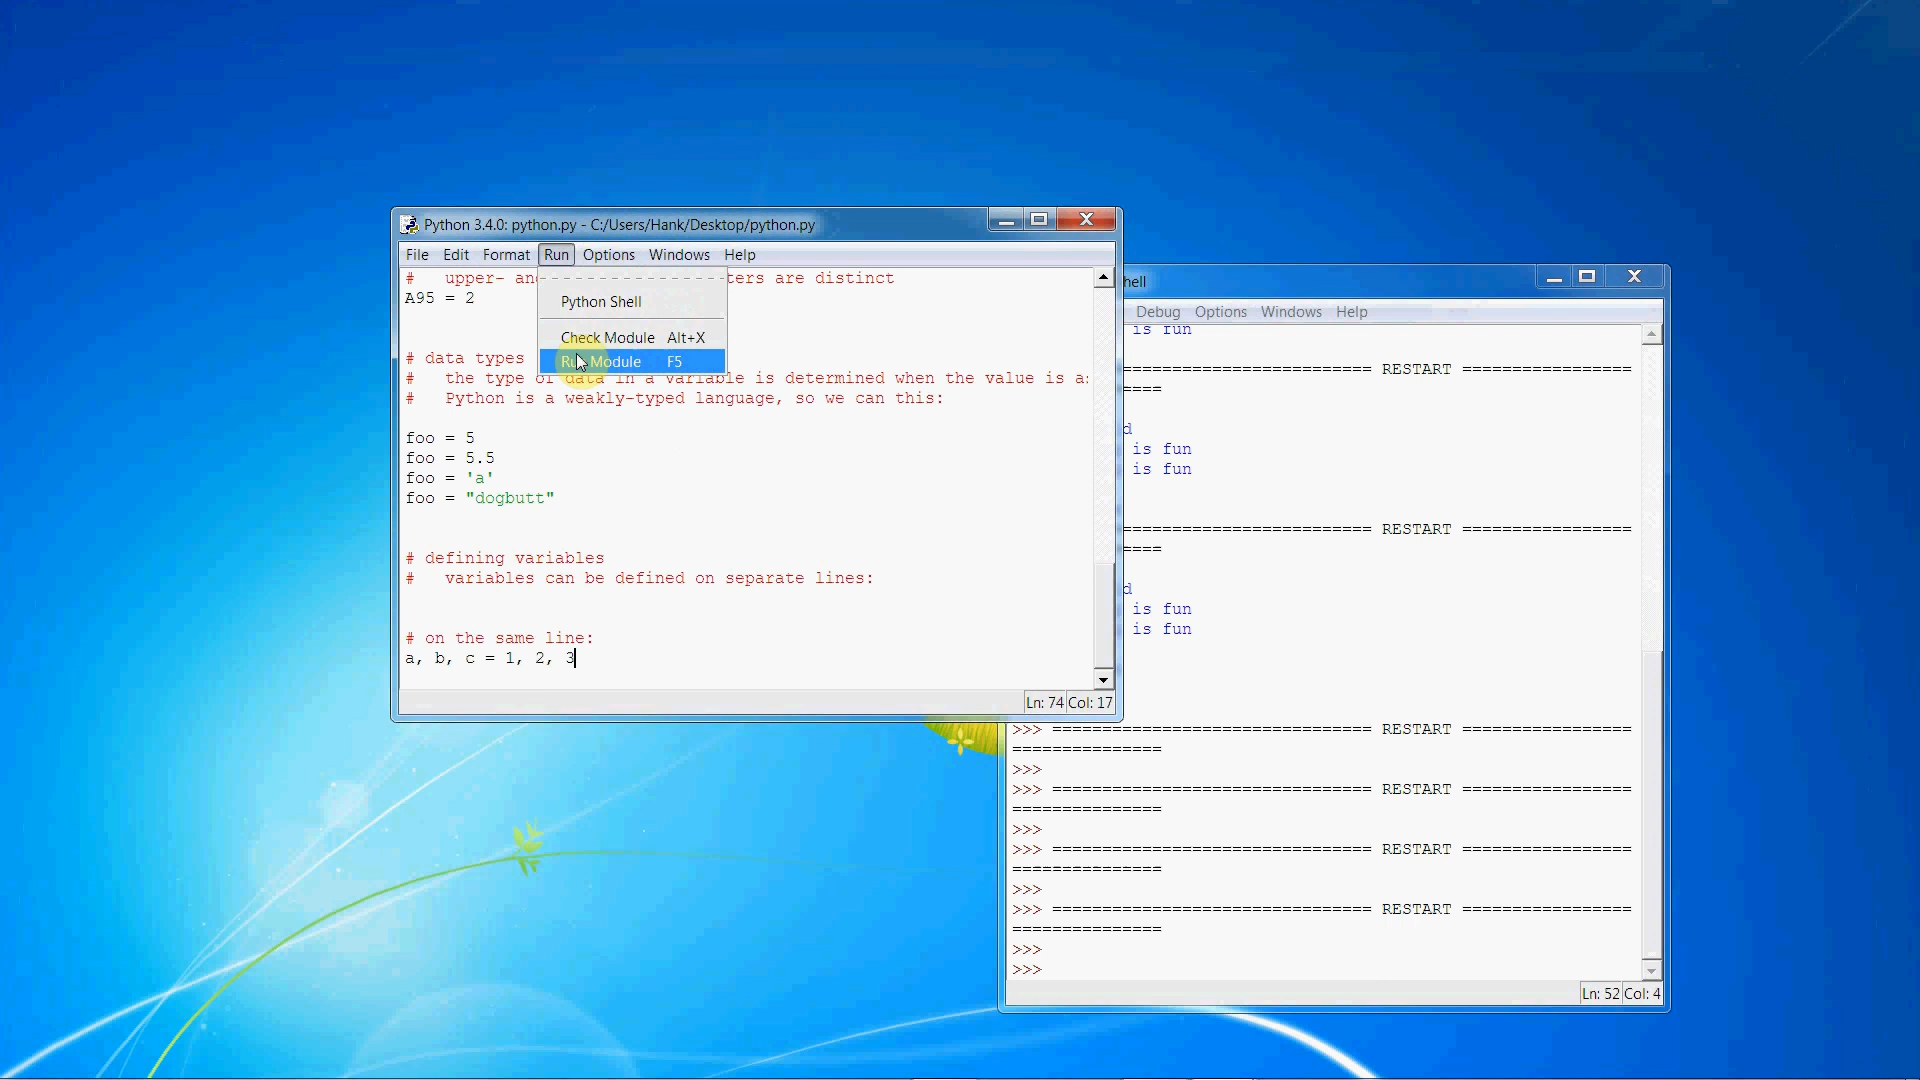 Python 3.4.0: python.py - C:/Users/Hank/Desktop/python.py
File Edit Format Run Options Windows Help
# upper- an ters are distinct
A95 = 2
Python Shell
Check Module Alt+X
Run Module F5
# data types
# the type of data in a variable is determined when the value is a
# Python is a weakly-typed language, so we can this:
foo = 5
foo = 5.5
foo = 'a'
foo = "dogbutt"
# defining variables
# variables can be defined on separate lines:
# on the same line:
a, b, c = 1, 2, 3
Ln: 74 Col: 17
hell
Debug Options Windows Help
is fun
================================ RESTART =================
====
d
is fun
is fun
================================ RESTART =================
====
d
is fun
is fun
>>> ================================ RESTART =================
===============
>>>
>>> ================================ RESTART =================
===============
>>>
>>> ================================ RESTART =================
===============
>>>
>>> ================================ RESTART =================
===============
>>>
>>>
Ln: 52 Col: 4